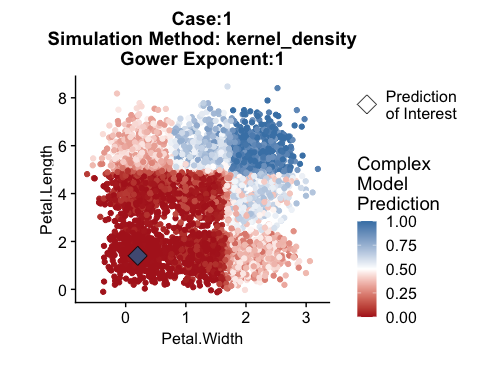 Case:1
Simulation Method: kernel_density
Gower Exponent:1
Petal.Length
8
6
4
2
0
0
1
2
3
Petal.Width
Prediction
of Interest
Complex
Model
Prediction
1.00
0.75
0.50
0.25
0.00